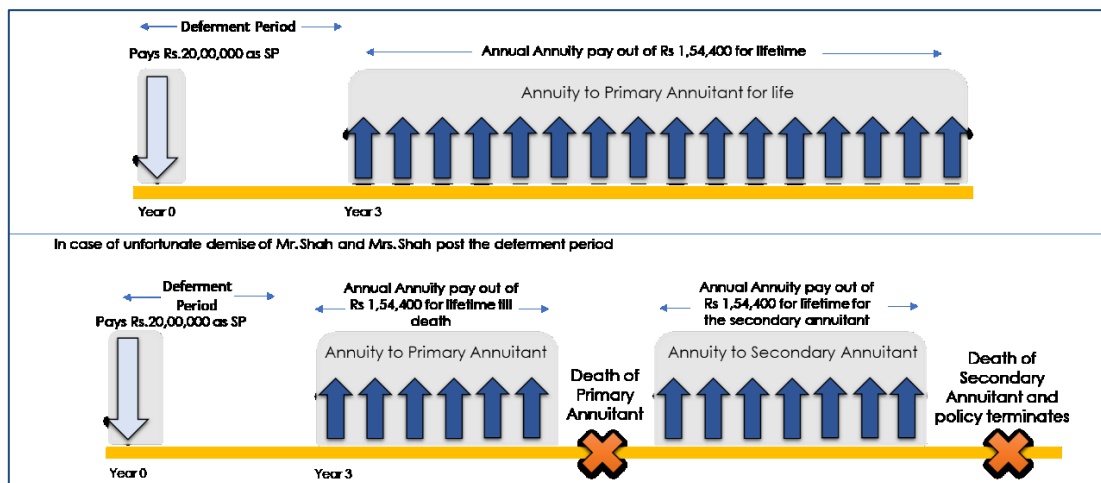 Deferment Period
Pays Rs.20,00,000 as SP
Annual Annuity pay out of Rs 1,54,400 for lifetime
Annuity to Primary Annuitant for life
Year 0
Year 3
In case of unfortunate demise of Mr.Shah and Mrs.Shah post the deferment period
Deferment
Period
Pays Rs.20,00,000 as SP
Annual Annuity pay out of
Rs 1,54,400 for lifetime till
death
Annual Annuity pay out of
Rs 1,54,400 for lifetime for
the secondary annuitant
Annuity to Primary Annuitant
Death of
Primary
Annuitant
Annuity to Secondary Annuitant
Death of
Secondary
Annuitant and
policy terminates
Year 0
Year 3